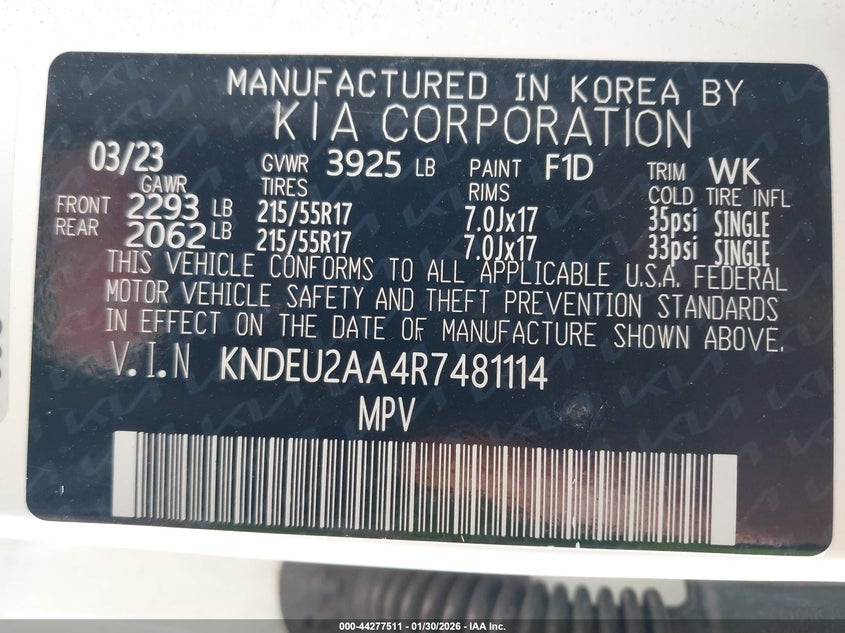 MANUFACTURED IN KOREA BY
KIA CORPORATION
03/23 GVWR 3925 LB PAINT F1D TRIM WK
GAWR TIRES RIMS COLD TIRE INFL
FRONT 2293 LB 215/55R17 7.0Jx17 35psi SINGLE
REAR 2062 LB 215/55R17 7.0Jx17 33psi SINGLE
THIS VEHICLE CONFORMS TO ALL APPLICABLE U.S.A. FEDERAL
MOTOR VEHICLE SAFETY AND THEFT PREVENTION STANDARDS
IN EFFECT ON THE DATE OF MANUFACTURE SHOWN ABOVE.
V.I.N KNDEU2AA4R7481114
MPV
000-44277511 - 01/30/2026 - IAA Inc.